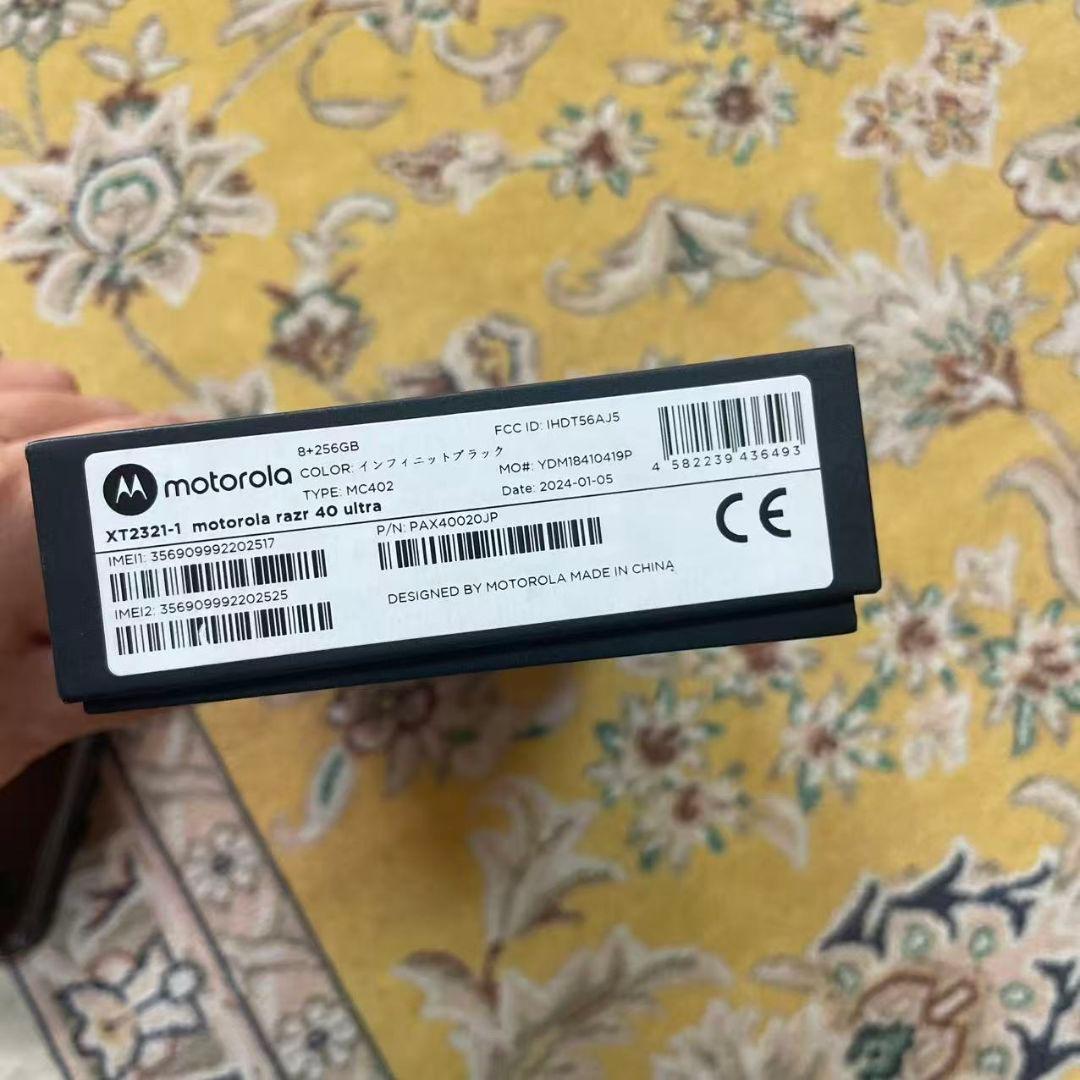 motorola
8+256GB
COLOR: インフィニットブラック
TYPE: MC402
FCC ID: IHDT56AJ5
MO#: YDM18410419P
Date: 2024-01-05
4 582239 436493
XT2321-1 motorola razr 40 ultra
IMEI1: 356909992202517
IMEI2: 356909992202525
P/N: PAX40020JP
CE
DESIGNED BY MOTOROLA MADE IN CHINA